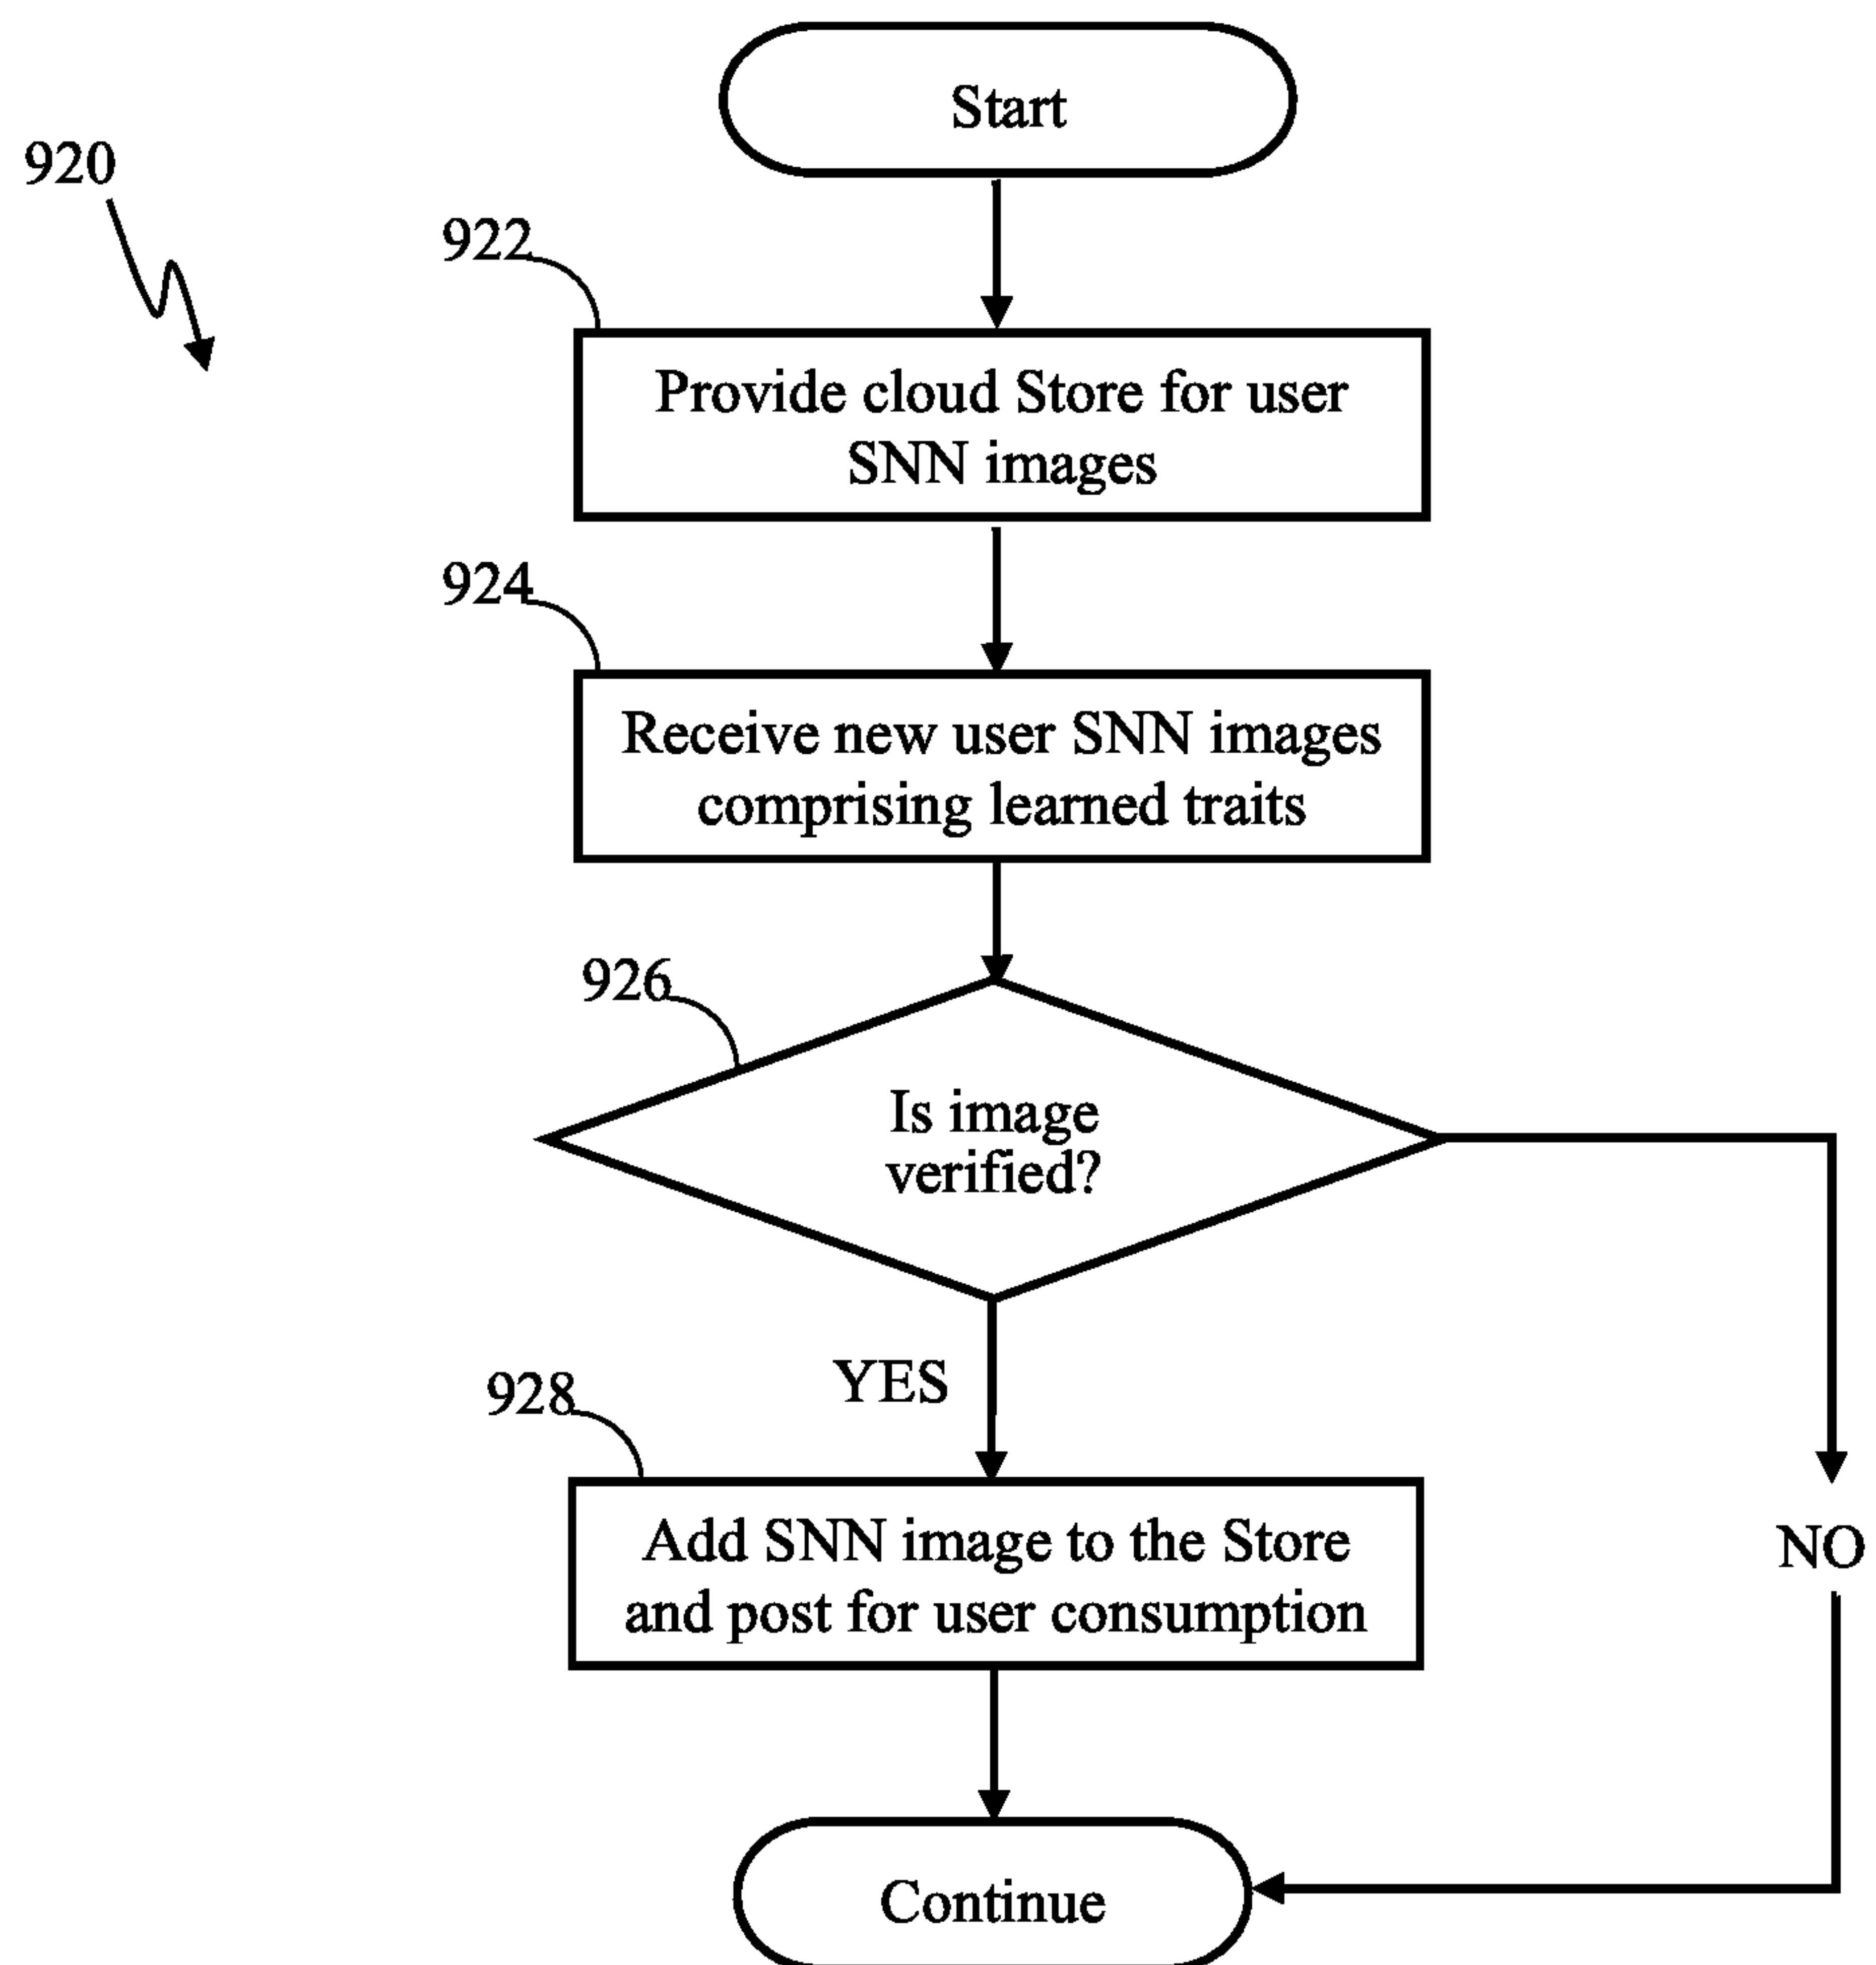 Start
920
922
Provide cloud Store for user
SNN images
924
Receive new user SNN images
comprising learned traits
926
Is image
verified?
YES
928
Add SNN image to the Store
and post for user consumption
NO
Continue